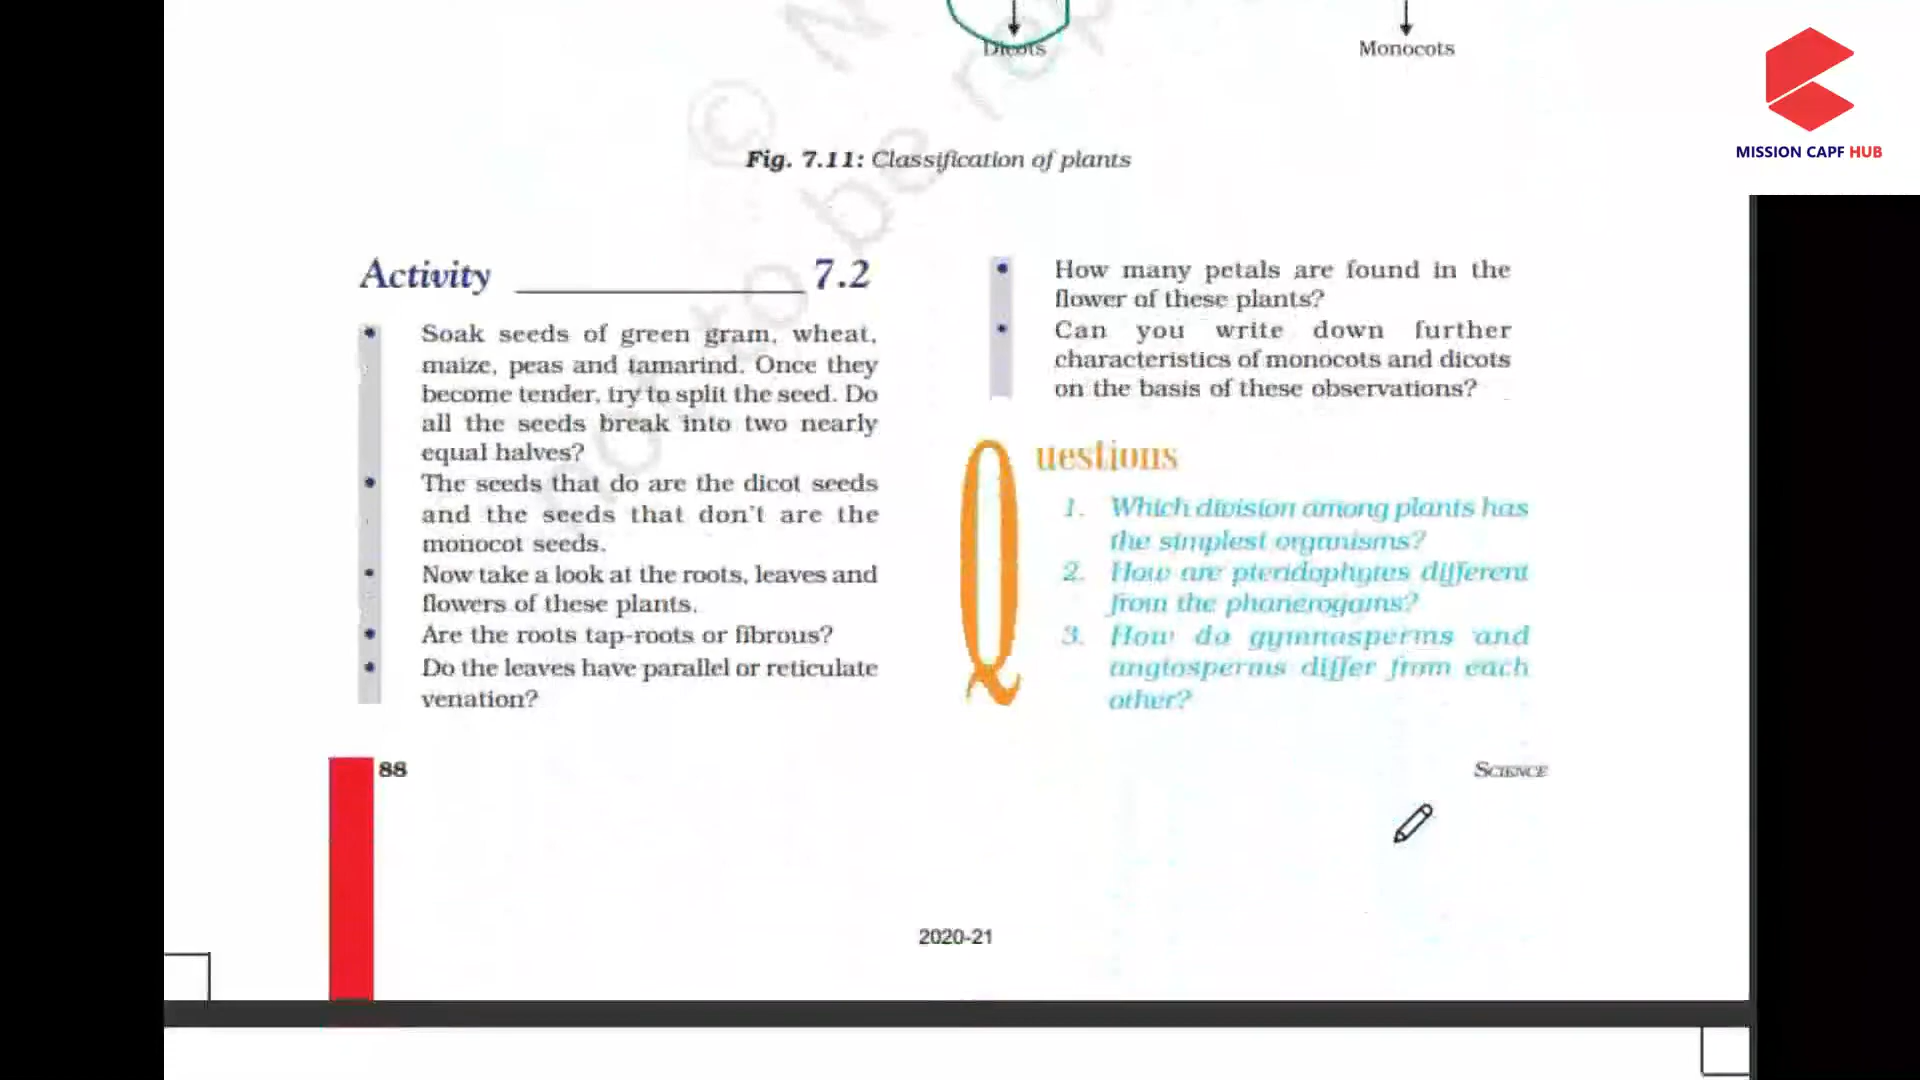 Dicots
Monocots
MISSION CAPF HUB
Fig. 7.11: Classification of plants
Activity 7.2
• Soak seeds of green gram, wheat,
maize, peas and tamarind. Once they
become tender, try to split the seed. Do
all the seeds break into two nearly
equal halves?
• The seeds that do are the dicot seeds
and the seeds that don't are the
monocot seeds.
• Now take a look at the roots, leaves and
flowers of these plants.
• Are the roots tap-roots or fibrous?
• Do the leaves have parallel or reticulate
venation?
• How many petals are found in the
flower of these plants?
• Can you write down further
characteristics of monocots and dicots
on the basis of these observations?
Questions
1. Which division among plants has
the simplest organisms?
2. How are pteridophytes different
from the phanerogams?
3. How do gymnosperms and
angiosperms differ from each
other?
88
SCIENCE
2020-21
© N
not to be re